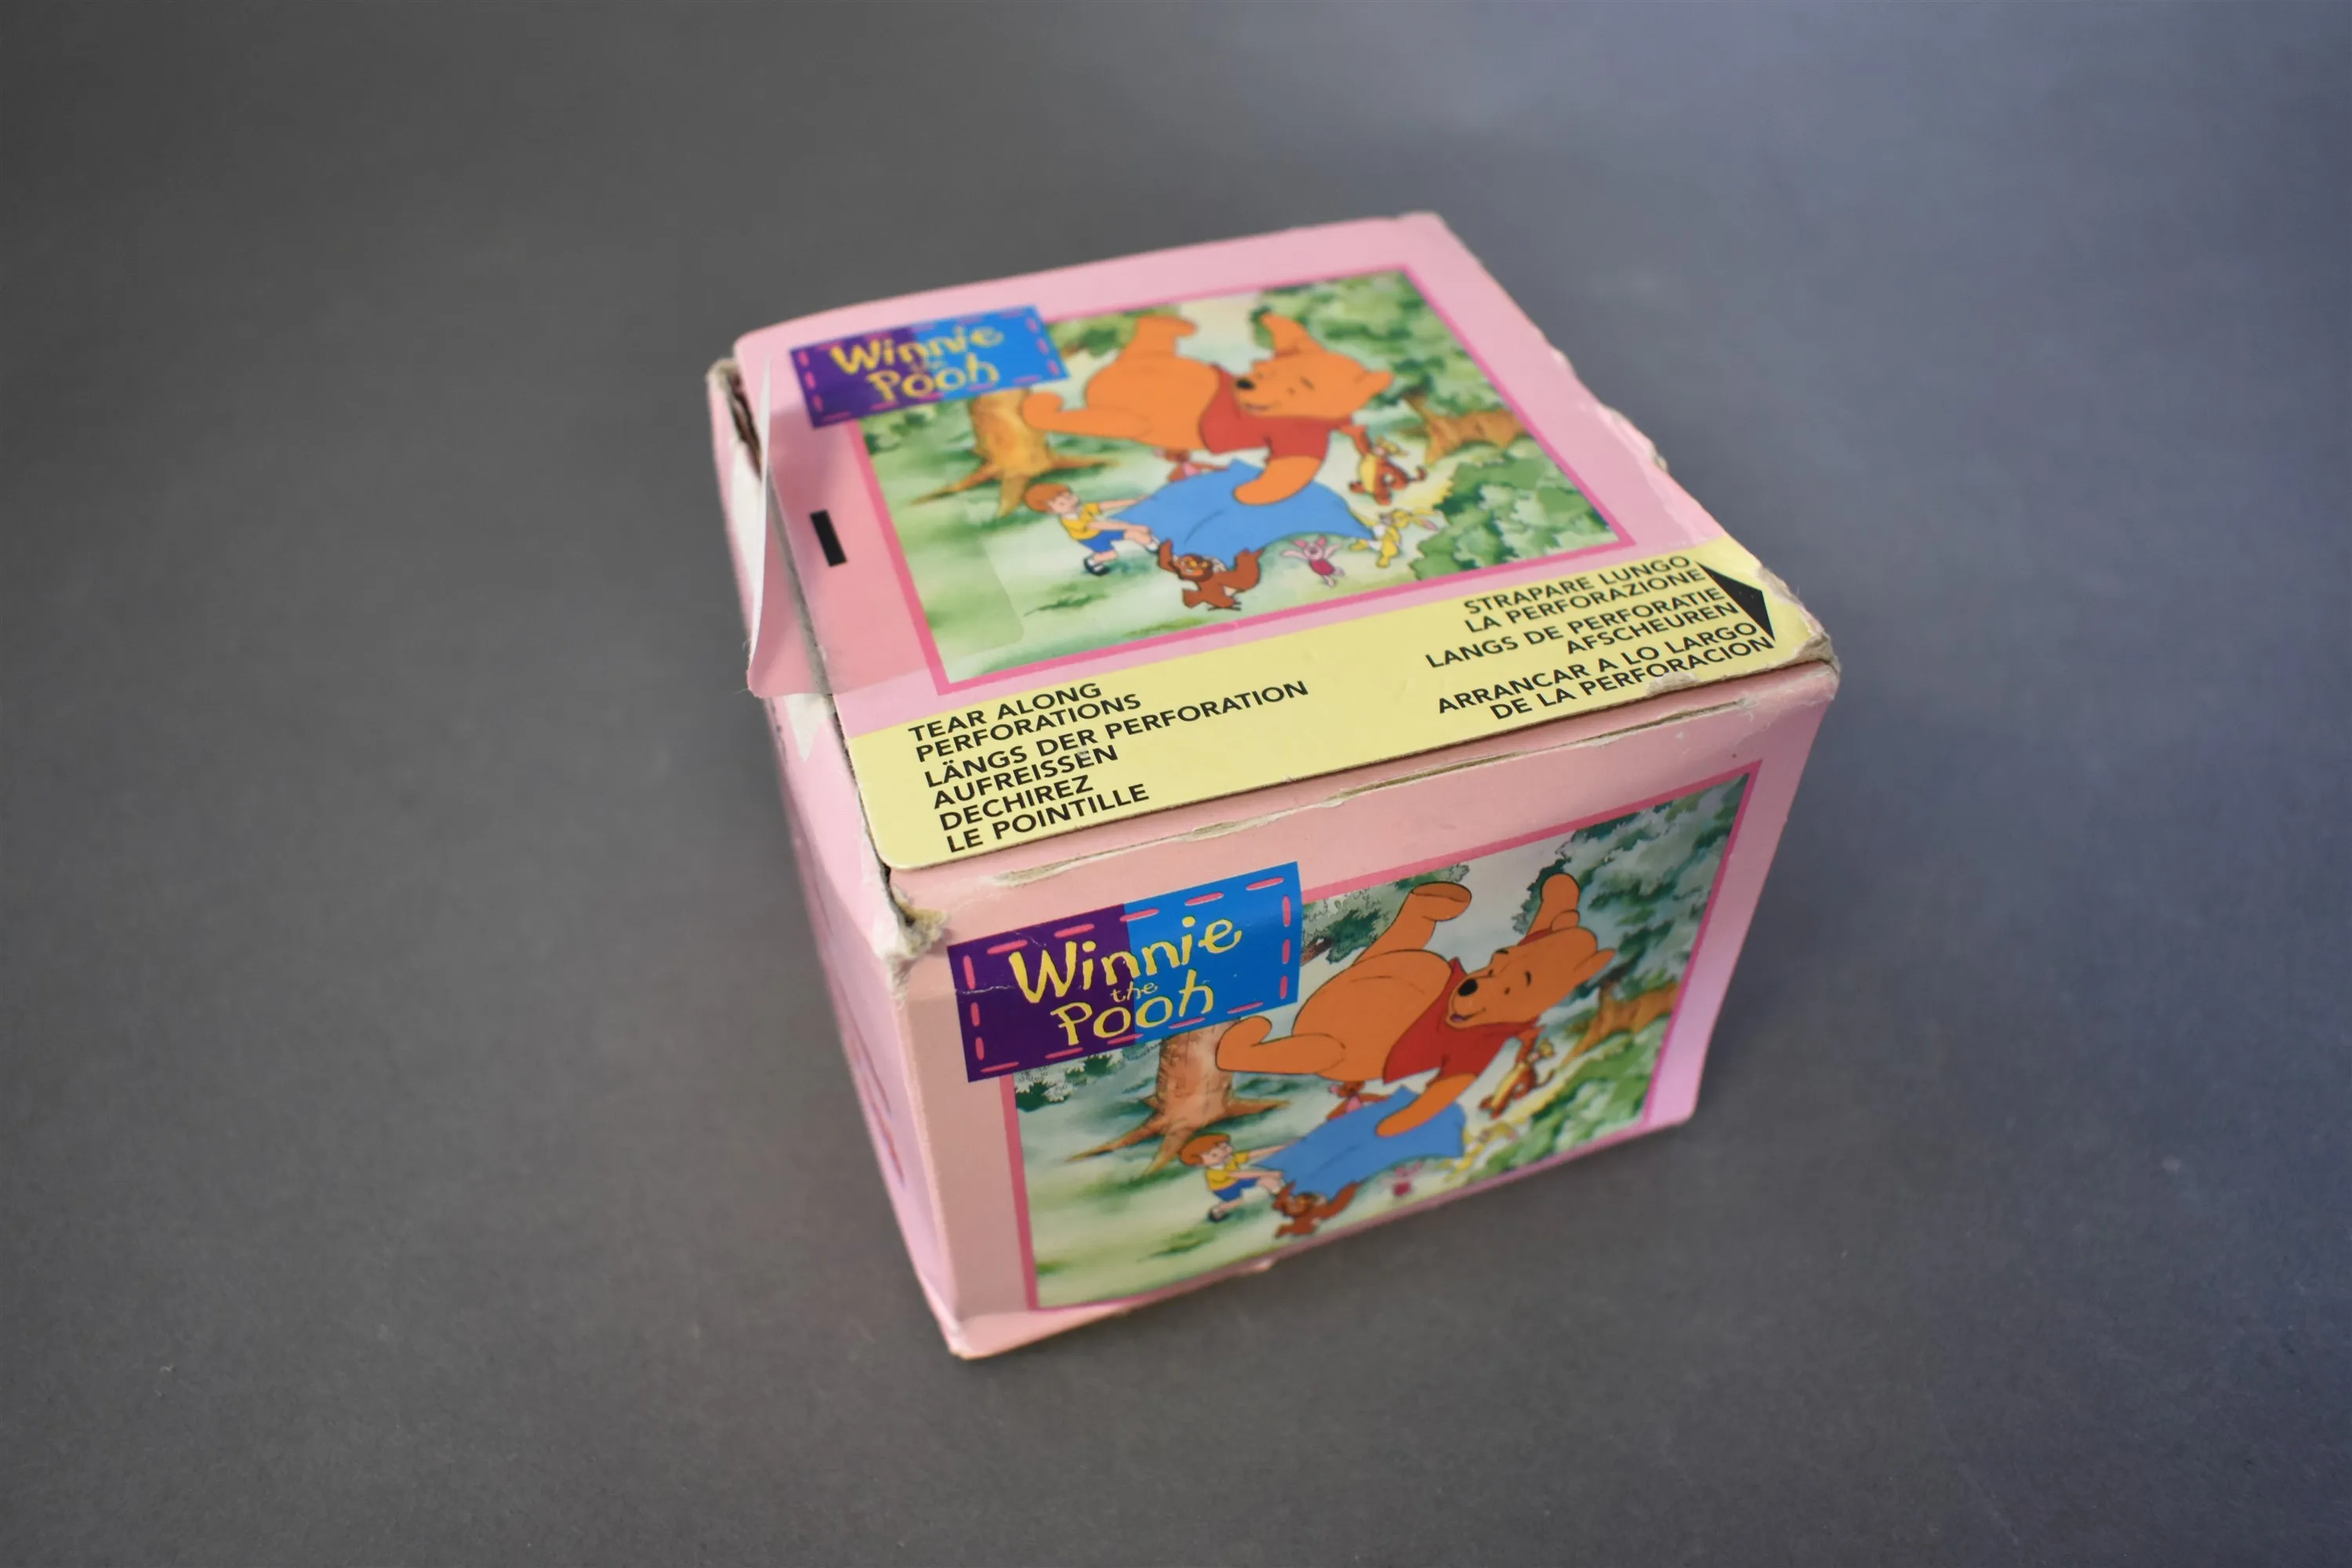 Winnie
the
Pooh
TEAR ALONG
PERFORATIONS
LÄNGS DER PERFORATION
AUFREISSEN
DECHIREZ
LE POINTILLE
STRAPARE LUNGO
LA PERFORAZIONE
LANGS DE PERFORATIE
AFSCHEUREN
ARRANCAR A LO LARGO
DE LA PERFORACION
Winnie
the
Pooh